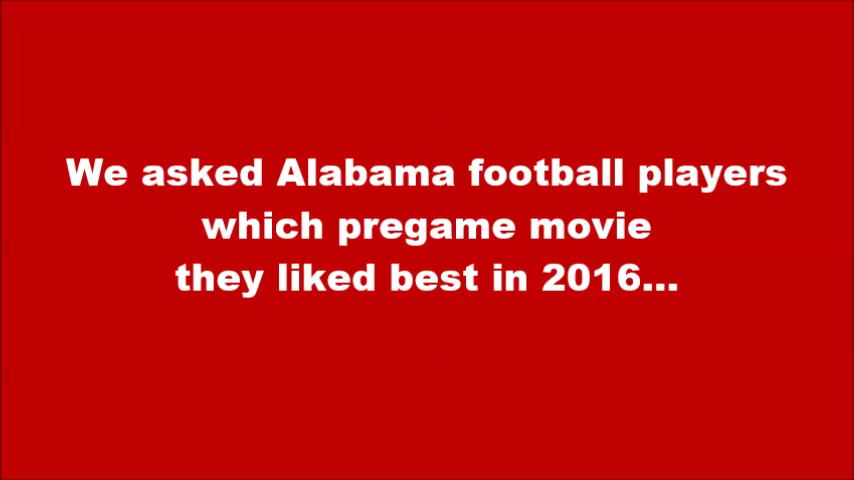 We asked Alabama football players
which pregame movie
they liked best in 2016...